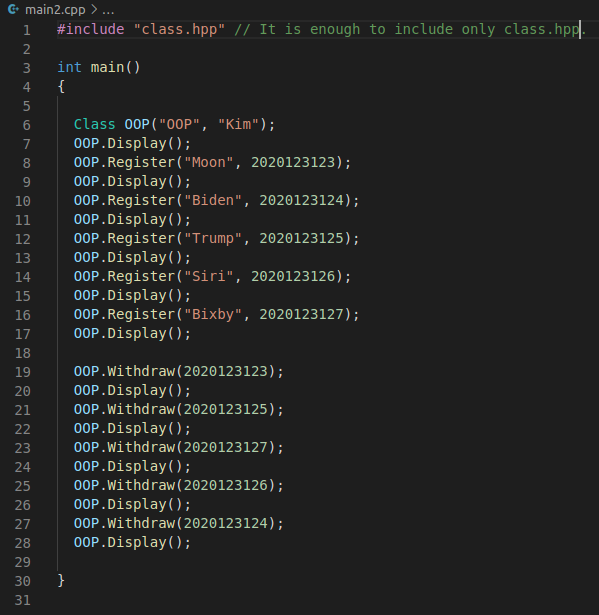 main2.cpp > ...
1 #include "class.hpp" // It is enough to include only class.hpp.
2
3 int main()
4 {
5
6 Class OOP("OOP", "Kim");
7 OOP.Display();
8 OOP.Register("Moon", 2020123123);
9 OOP.Display();
10 OOP.Register("Biden", 2020123124);
11 OOP.Display();
12 OOP.Register("Trump", 2020123125);
13 OOP.Display();
14 OOP.Register("Siri", 2020123126);
15 OOP.Display();
16 OOP.Register("Bixby", 2020123127);
17 OOP.Display();
18
19 OOP.Withdraw(2020123123);
20 OOP.Display();
21 OOP.Withdraw(2020123125);
22 OOP.Display();
23 OOP.Withdraw(2020123127);
24 OOP.Display();
25 OOP.Withdraw(2020123126);
26 OOP.Display();
27 OOP.Withdraw(2020123124);
28 OOP.Display();
29
30 }
31